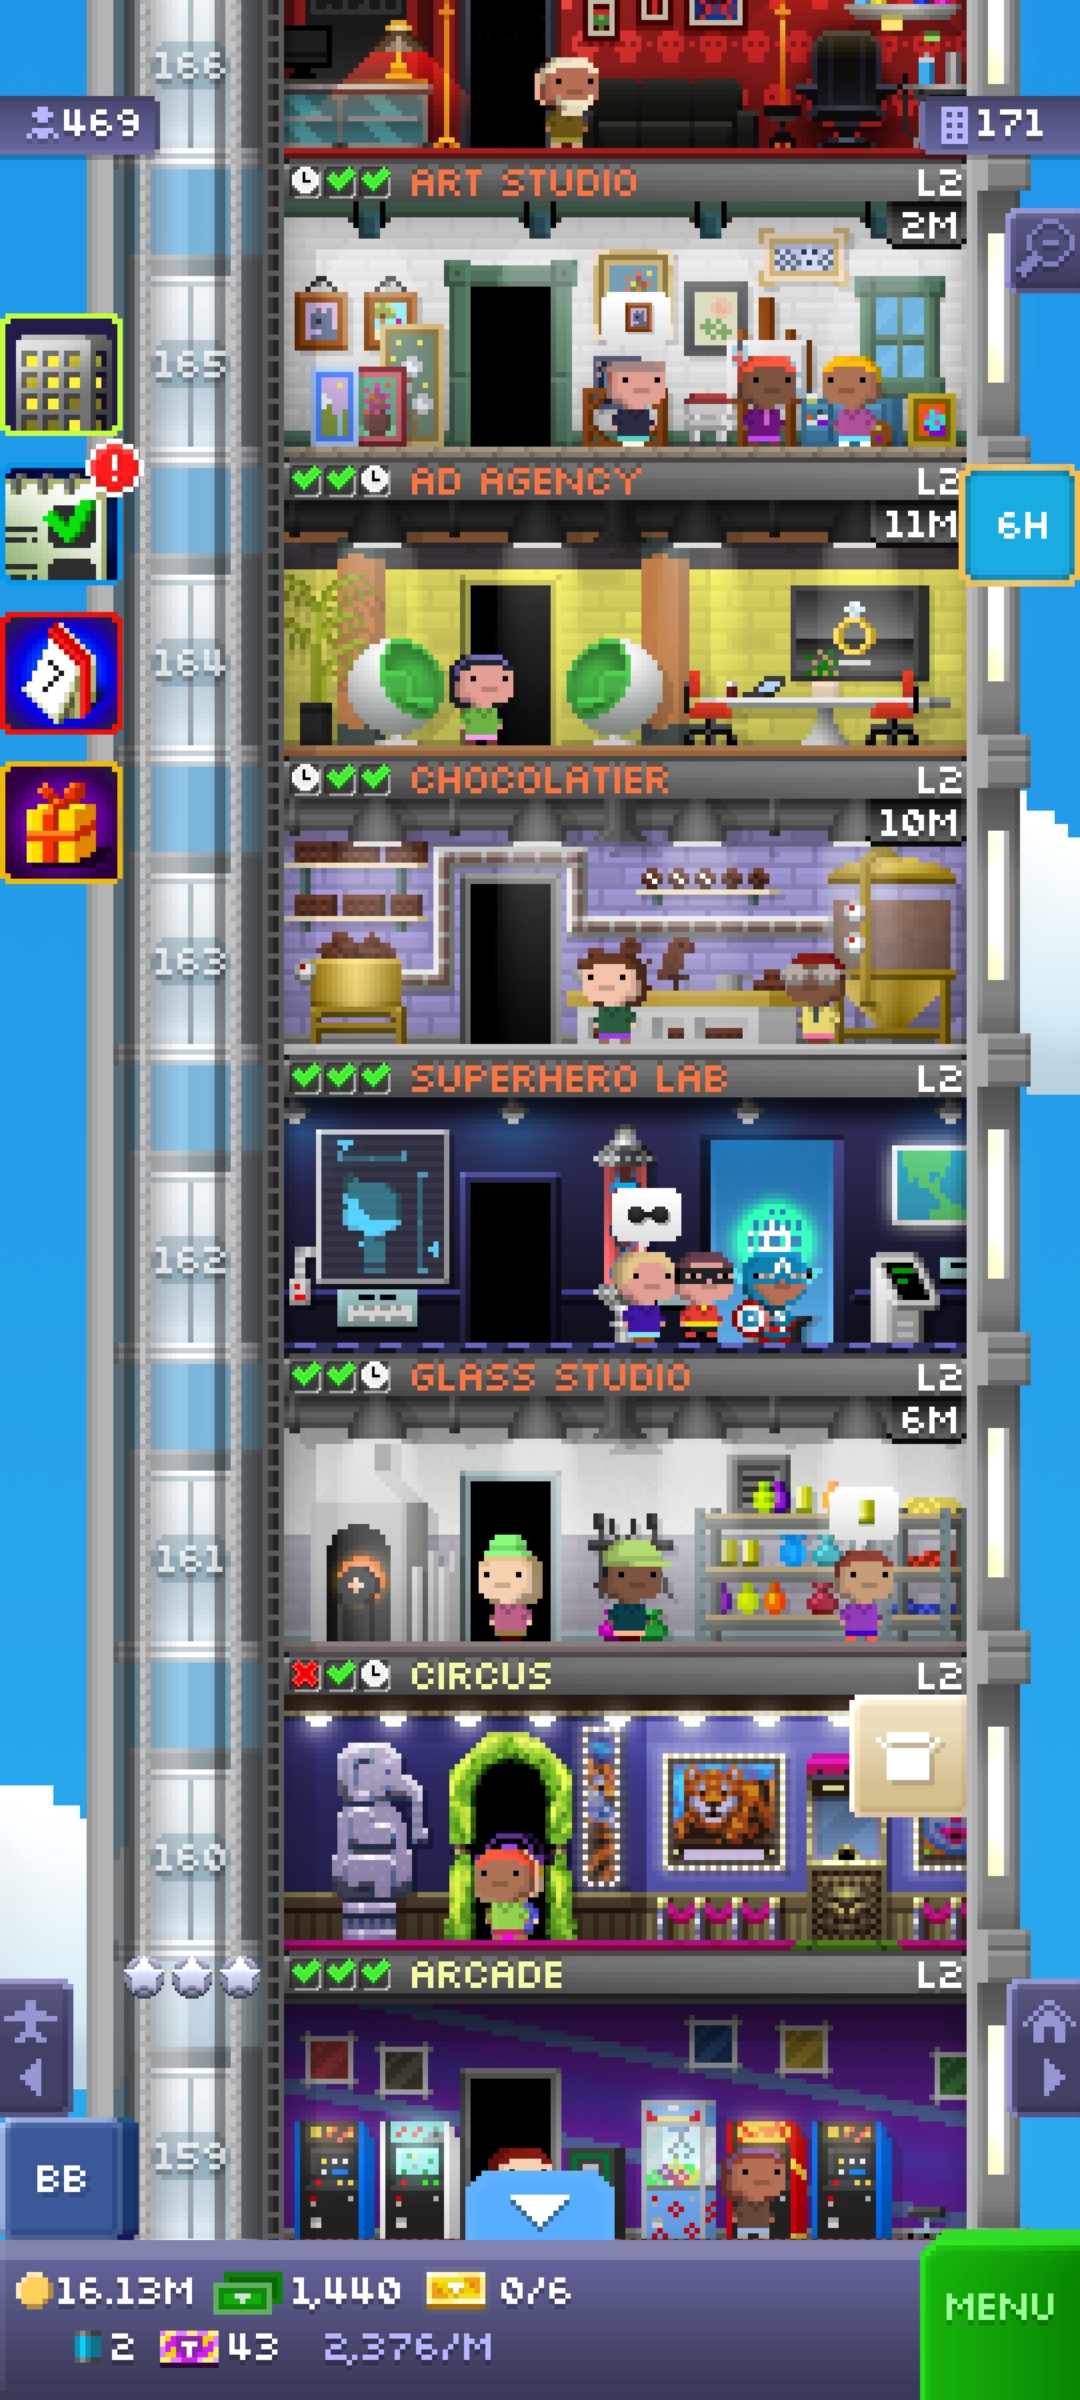 166
469
171
ART STUDIO L2
2M
165
AD AGENCY L2
11M
6H
164
CHOCOLATIER L2
10M
163
SUPERHERO LAB L2
162
GLASS STUDIO L2
6M
161
CIRCUS L2
160
ARCADE L2
159
BB
16.13M 1,440 0/6
MENU
2 T 43 2,376/M